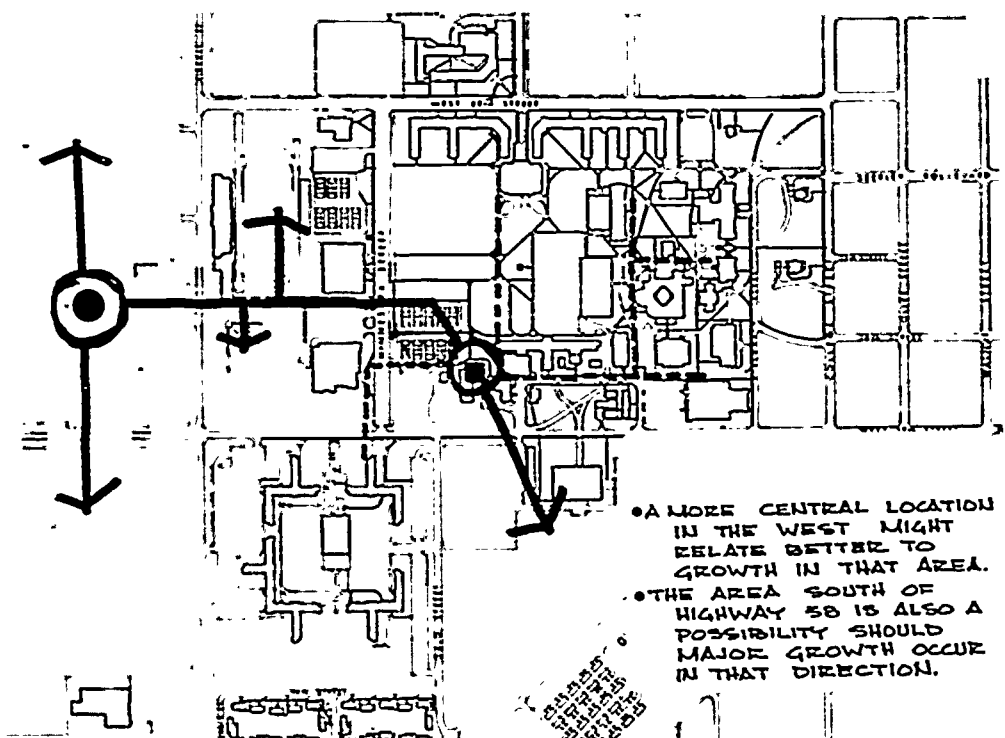 •A MORE CENTRAL LOCATION
IN THE WEST MIGHT
RELATE BETTER TO
GROWTH IN THAT AREA.
•THE AREA SOUTH OF
HIGHWAY 58 IS ALSO A
POSSIBILITY SHOULD
MAJOR GROWTH OCCUR
IN THAT DIRECTION.